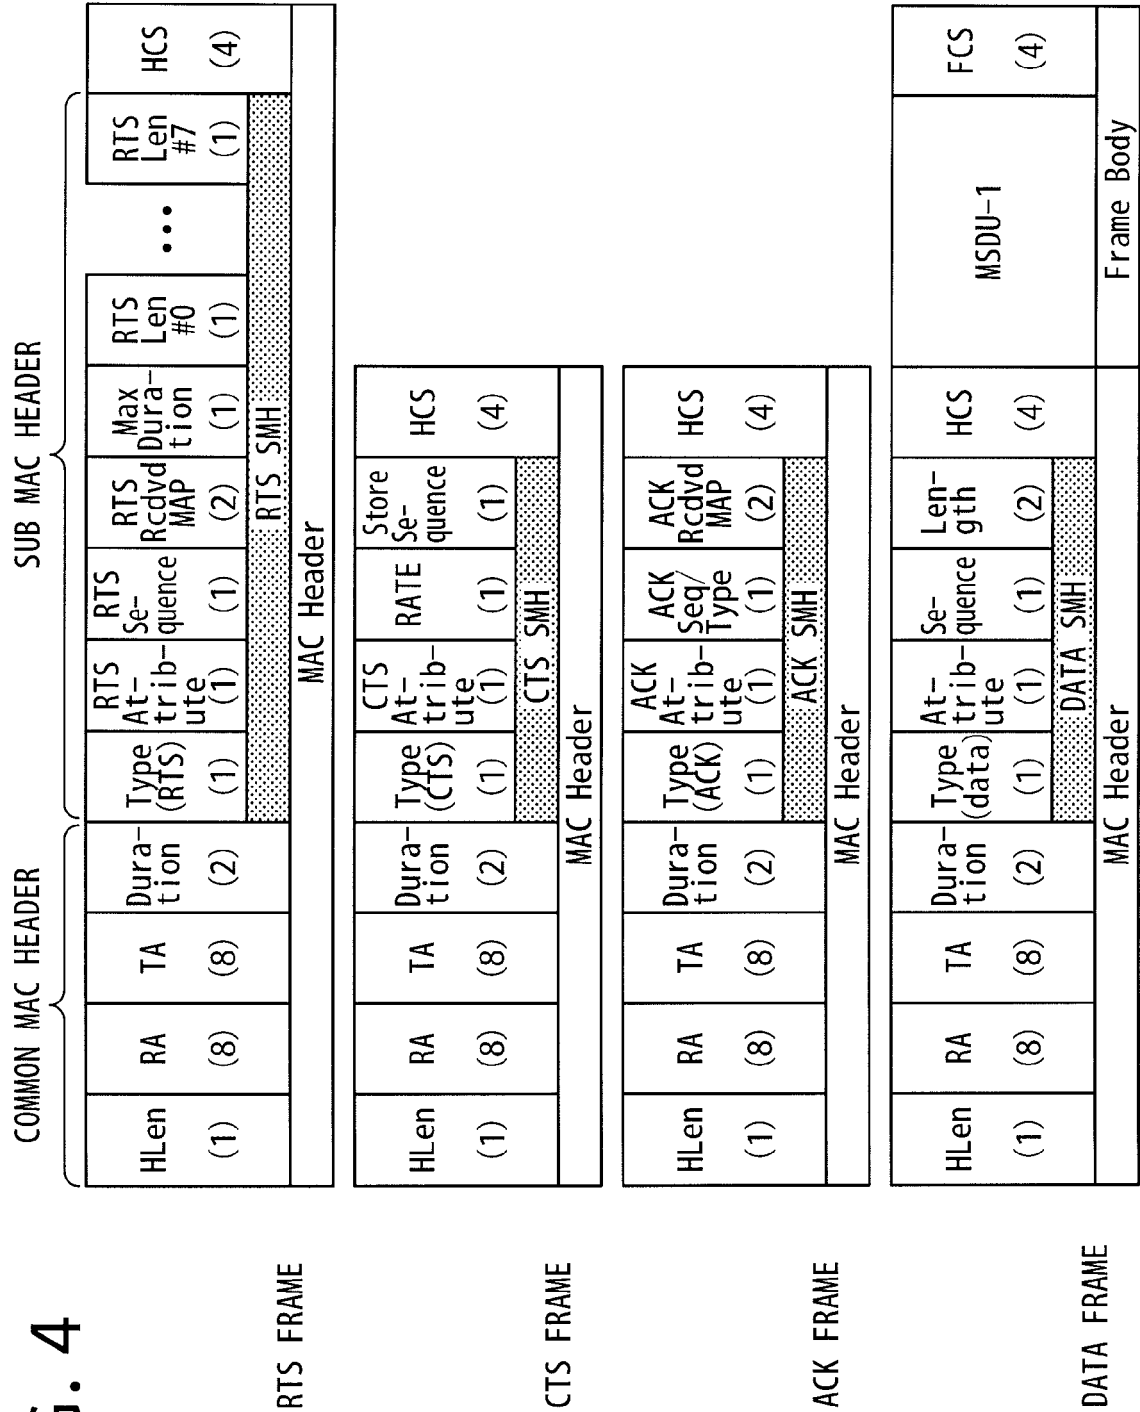 G. 4
COMMON MAC HEADER
SUB MAC HEADER
RTS FRAME
HLen
(1)
RA
(8)
TA
(8)
Dura-
tion
(2)
Type
(RTS)
(1)
RTS
At-
trib-
ute
(1)
RTS
Se-
quence
(1)
RTS
Rcdvd
MAP
(2)
Max
Dura-
tion
(1)
RTS
Len
#0
(1)
•••
RTS
Len
#7
(1)
HCS
(4)
RTS SMH
MAC Header
CTS FRAME
HLen
(1)
RA
(8)
TA
(8)
Dura-
tion
(2)
Type
(CTS)
(1)
CTS
At-
trib-
ute
(1)
RATE
(1)
Store
Se-
quence
(1)
HCS
(4)
CTS SMH
MAC Header
ACK FRAME
HLen
(1)
RA
(8)
TA
(8)
Dura-
tion
(2)
Type
(ACK)
(1)
ACK
At-
trib-
ute
(1)
ACK
Seq/
Type
(1)
ACK
Rcdvd
MAP
(2)
HCS
(4)
ACK SMH
MAC Header
DATA FRAME
HLen
(1)
RA
(8)
TA
(8)
Dura-
tion
(2)
Type
(data)
(1)
At-
trib-
ute
(1)
Se-
quence
(1)
Len-
gth
(2)
HCS
(4)
MSDU-1
FCS
(4)
DATA SMH
MAC Header
Frame Body